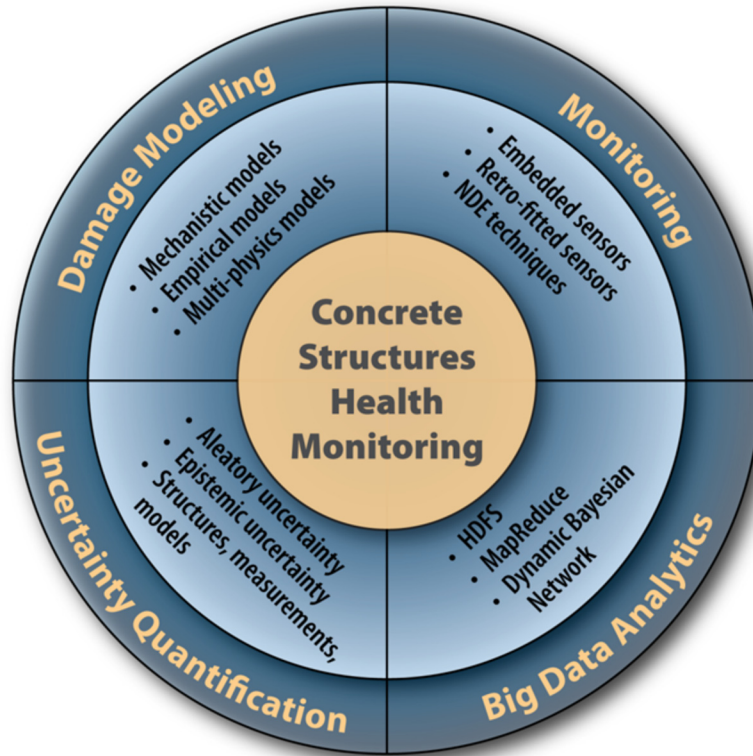 Damage Modeling
• Mechanistic models
• Empirical models
• Multi-physics models
Monitoring
• Embedded sensors
• Retro-fitted sensors
• NDE techniques
Concrete
Structures
Health
Monitoring
Uncertainty Quantification
• Aleatory uncertainty
• Epistemic uncertainty
• Structures, measurements,
models
Big Data Analytics
• HDFS
• MapReduce
• Dynamic Bayesian
Network